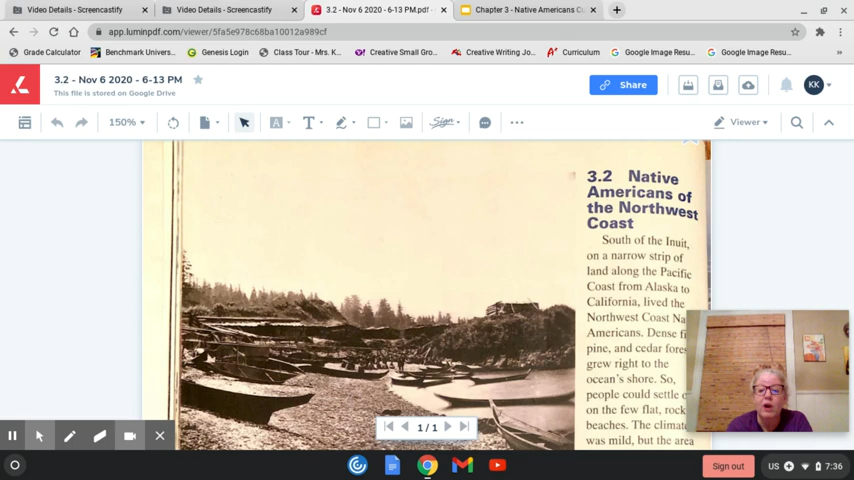 Video Details - Screencastify
Video Details - Screencastify
3.2 - Nov 6 2020 - 6-13 PM.pdf -
Chapter 3 - Native Americans Cu
app.luminpdf.com/viewer/5fa5e978c68ba10012a989cf
Grade Calculator
Benchmark Univers...
Genesis Login
Class Tour - Mrs. K...
Creative Small Gro...
Creative Writing Jo...
Curriculum
Google Image Resu...
Google Image Resu...
3.2 - Nov 6 2020 - 6-13 PM
This file is stored on Google Drive
Share
KK
150%
A
T
Sign
Viewer
3.2 Native
Americans of
the Northwest
Coast
South of the Inuit,
on a narrow strip of
land along the Pacific
Coast from Alaska to
California, lived the
Northwest Coast Na
Americans. Dense fi
pine, and cedar fores
grew right to the
ocean's shore. So,
people could settle o
on the few flat, rock
beaches. The climate
was mild, but the area
1 / 1
Sign out
US
7:36